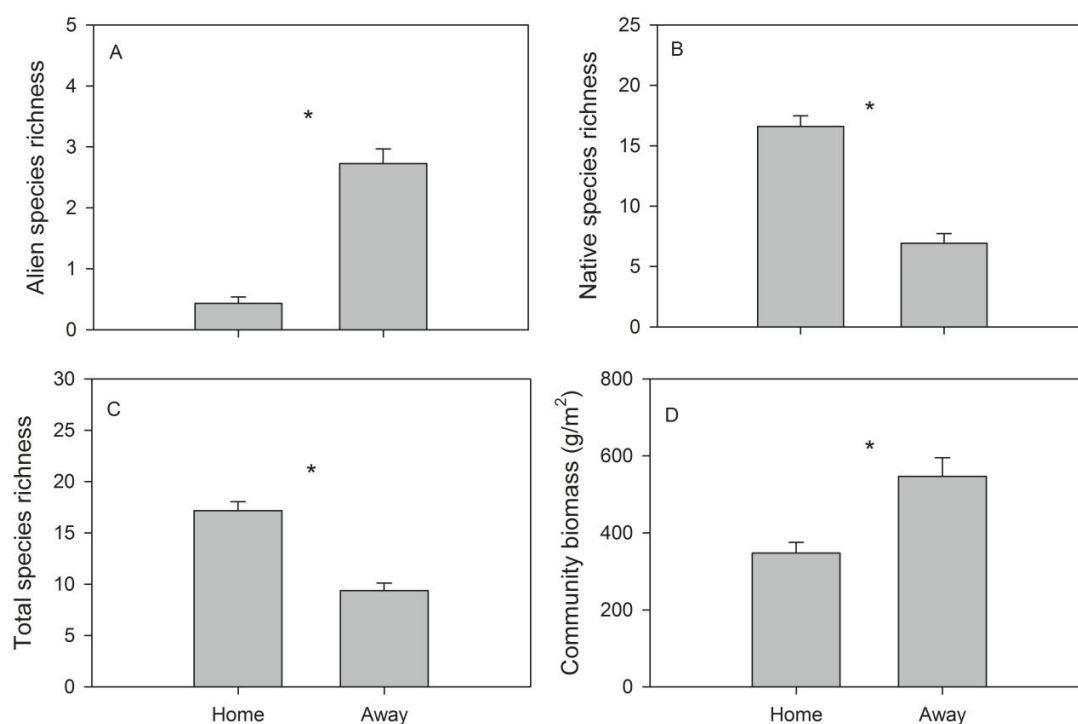 A
Alien species richness
5
4
3
2
1
0
*
B
Native species richness
25
20
15
10
5
0
*
C
Total species richness
30
25
20
15
10
5
0
*
Home Away
D
Community biomass (g/m²)
800
600
400
200
0
*
Home Away